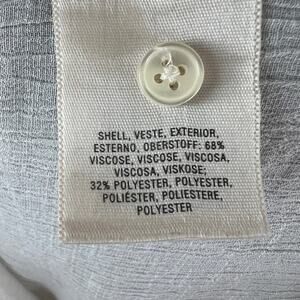 SHELL, VESTE, EXTERIOR,
ESTERNO, OBERSTOFF: 68%
VISCOSE, VISCOSE, VISCOSA,
VISCOSA, VISKOSE;
32% POLYESTER, POLYESTER,
POLIÉSTER, POLIESTERE,
POLYESTER